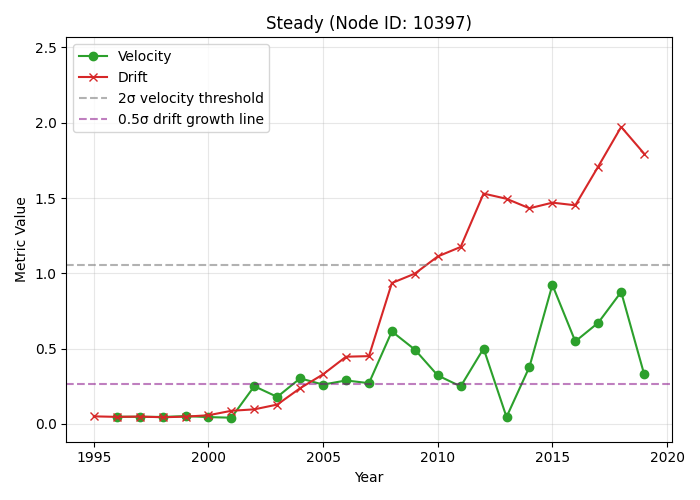 Steady (Node ID: 10397)
Velocity
Drift
2σ velocity threshold
0.5σ drift growth line
Metric Value
2.5
2.0
1.5
1.0
0.5
0.0
1995 2000 2005 2010 2015 2020
Year